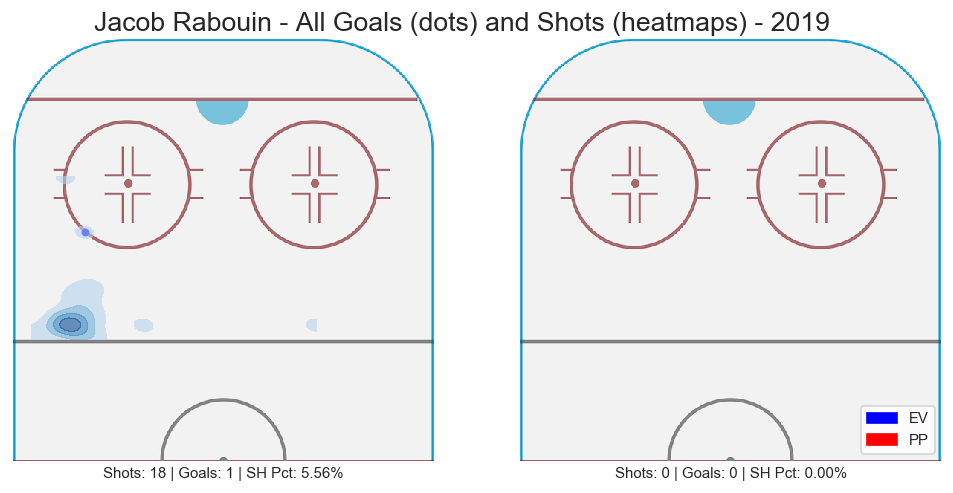 Jacob Rabouin - All Goals (dots) and Shots (heatmaps) - 2019
EV
PP
Shots: 18 | Goals: 1 | SH Pct: 5.56%
Shots: 0 | Goals: 0 | SH Pct: 0.00%